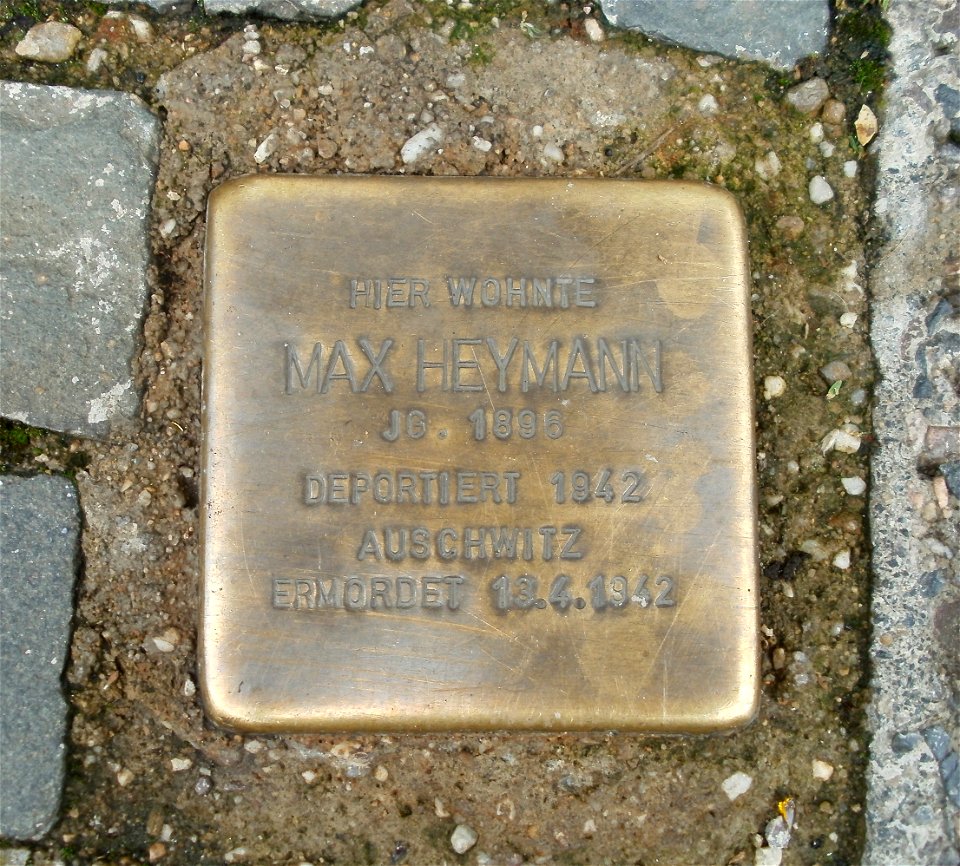 HIER WOHNTE
MAX HEYMANN
JG. 1896
DEPORTIERT 1942
AUSCHWITZ
ERMORDET 13.4.1942